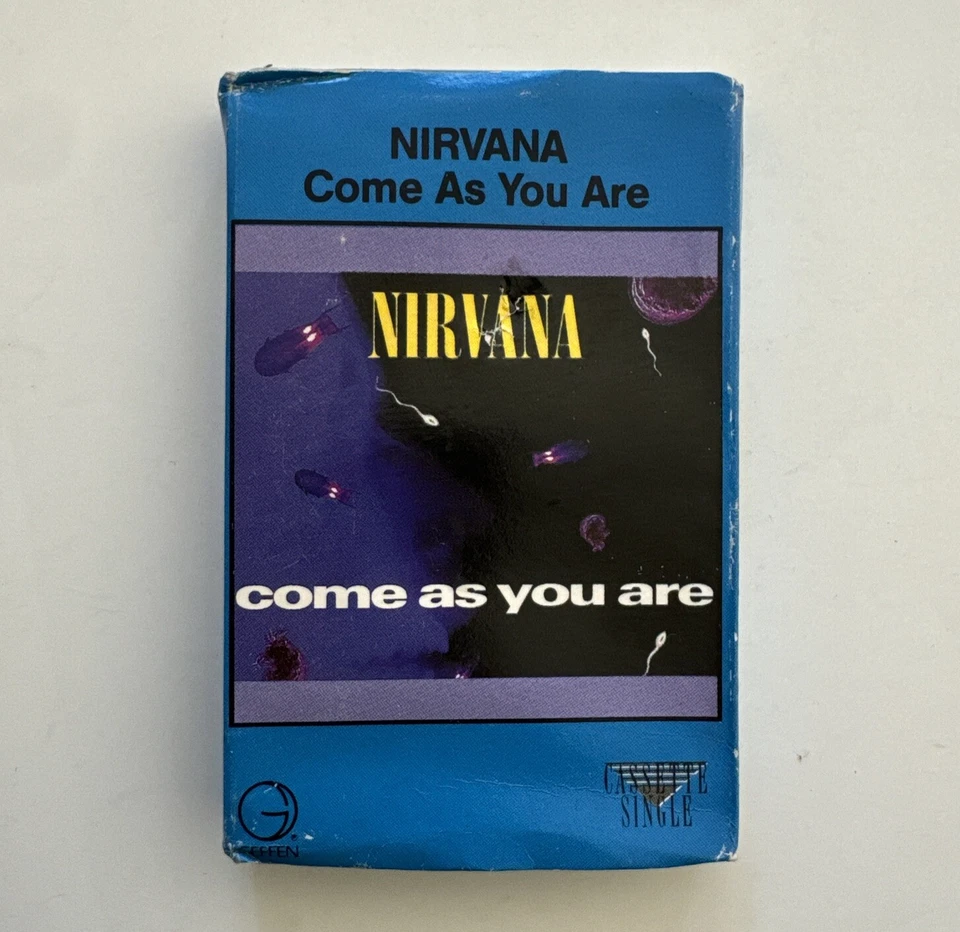 NIRVANA
Come As You Are
NIRVANA
come as you are
CASSETTE
SINGLE
GEFFEN